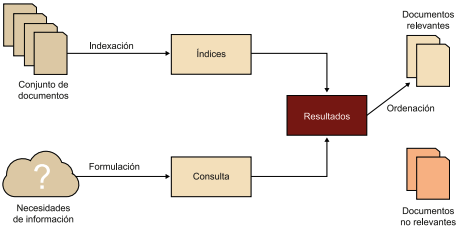 Documentos
relevantes
Indexación
Índices
Conjunto de
documentos
Resultados
Ordenación
?
Formulación
Consulta
Necesidades
de información
Documentos
no relevantes